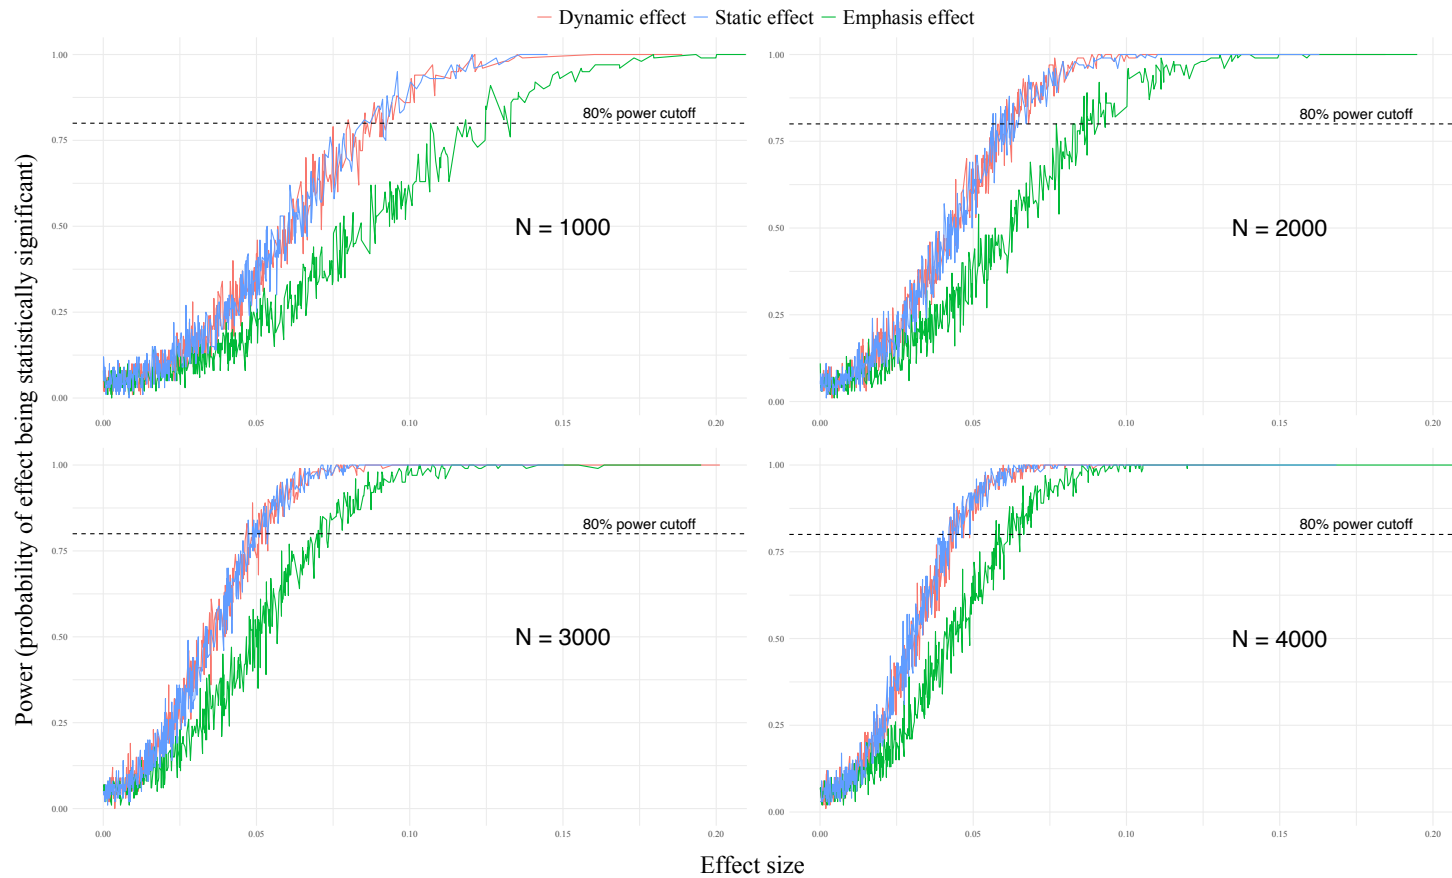 Dynamic effect Static effect Emphasis effect
Power (probability of effect being statistically significant)
1.00
0.75
0.50
0.25
0.00
80% power cutoff
N = 1000
0.00 0.05 0.10 0.15 0.20
1.00
0.75
0.50
0.25
0.00
80% power cutoff
N = 2000
0.00 0.05 0.10 0.15 0.20
1.00
0.75
0.50
0.25
0.00
80% power cutoff
N = 3000
0.00 0.05 0.10 0.15 0.20
1.00
0.75
0.50
0.25
0.00
80% power cutoff
N = 4000
0.00 0.05 0.10 0.15 0.20
Effect size